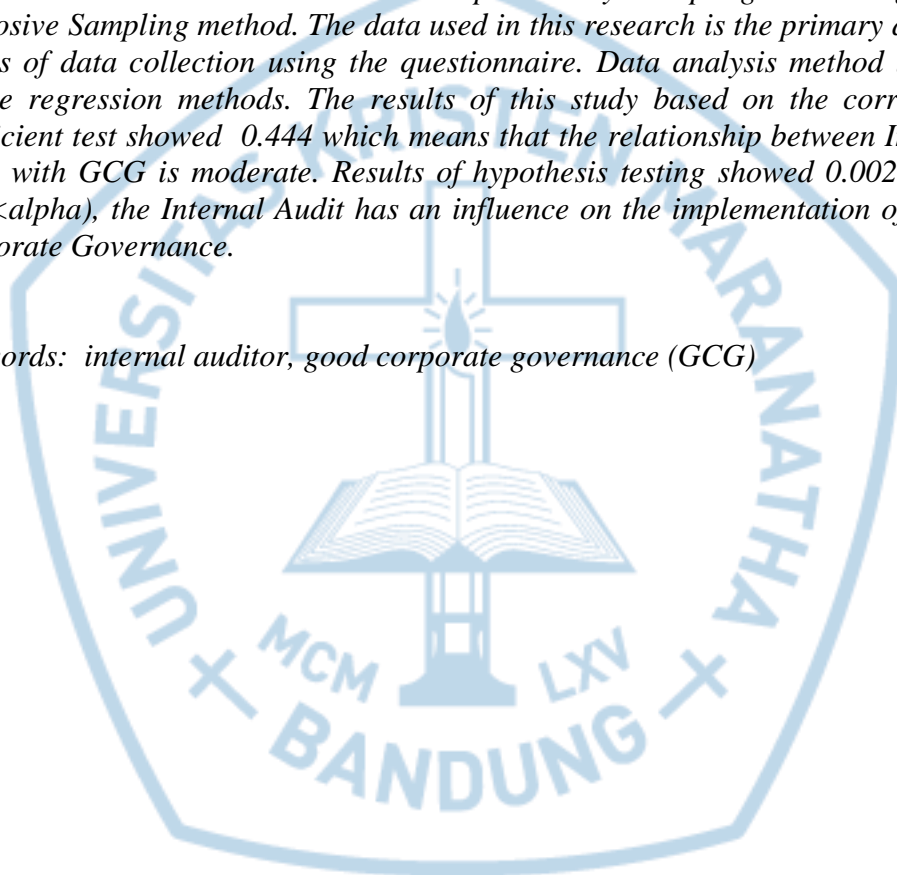 osive Sampling method. The data used in this research is the primary
s of data collection using the questionnaire. Data analysis method
e regression methods. The results of this study based on the corr
icient test showed 0.444 which means that the relationship between I
with GCG is moderate. Results of hypothesis testing showed 0.002
<alpha), the Internal Audit has an influence on the implementation o
orate Governance.
ords: internal auditor, good corporate governance (GCG)
UNIVERSITAS KRISTEN MARANATHA
MCM LXV
BANDUNG